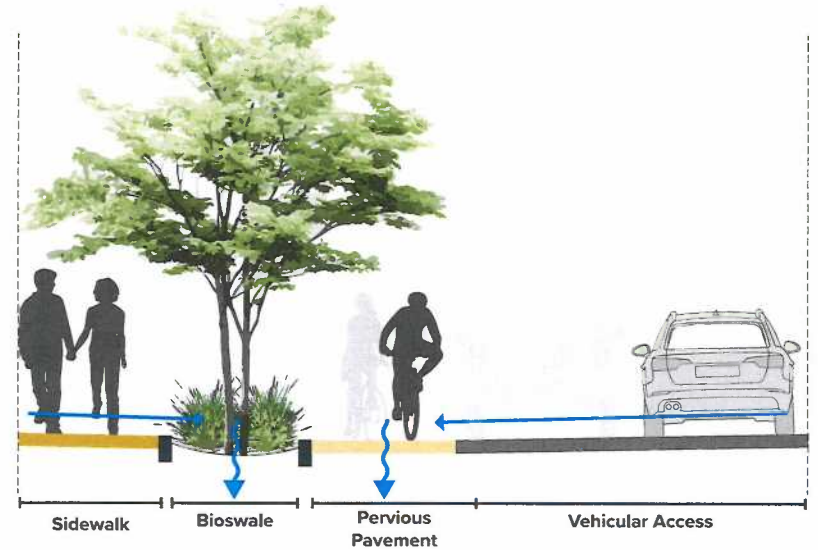 Sidewalk
Bioswale
Pervious
Pavement
Vehicular Access